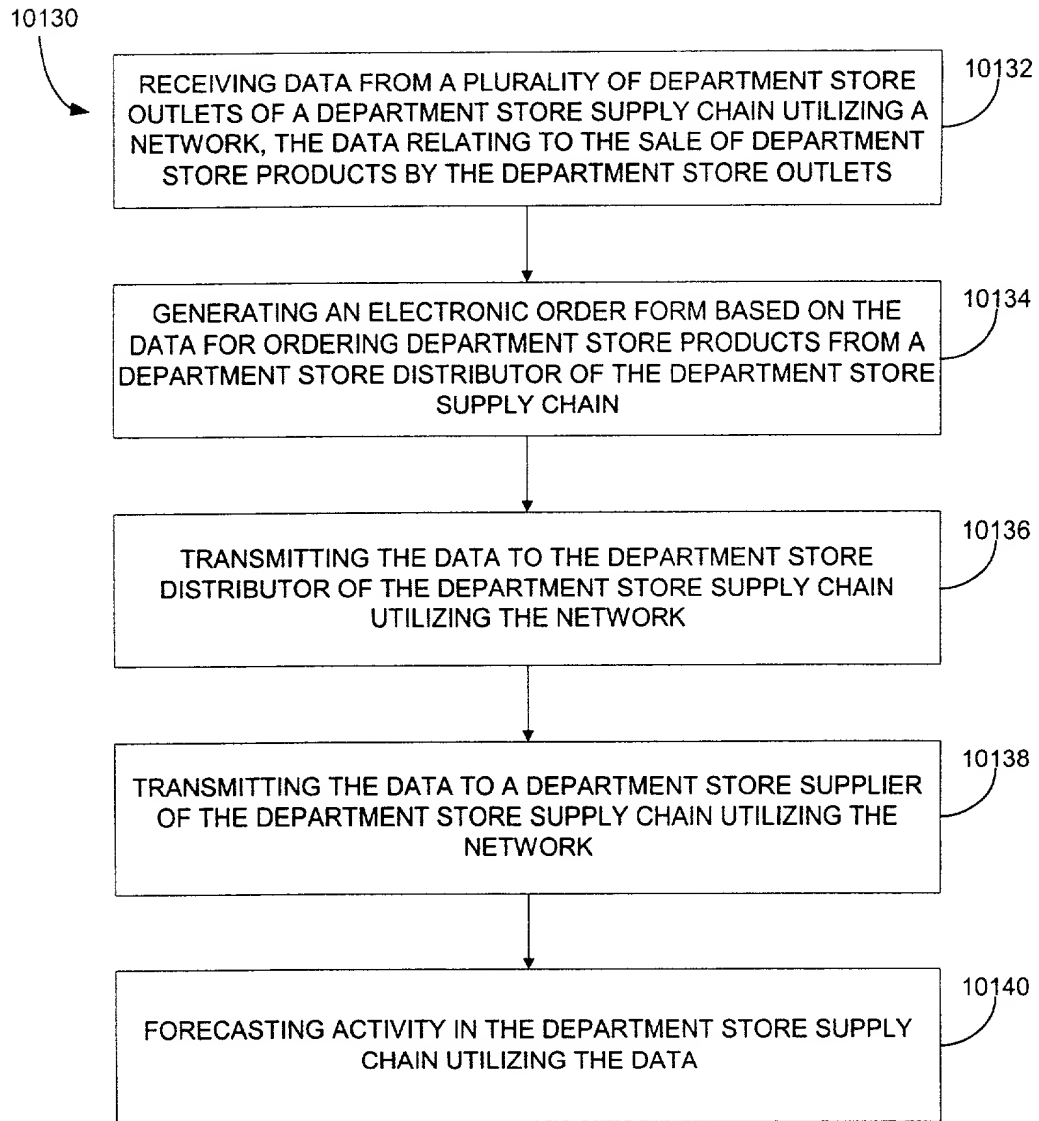 10130
RECEIVING DATA FROM A PLURALITY OF DEPARTMENT STORE
OUTLETS OF A DEPARTMENT STORE SUPPLY CHAIN UTILIZING A
NETWORK, THE DATA RELATING TO THE SALE OF DEPARTMENT
STORE PRODUCTS BY THE DEPARTMENT STORE OUTLETS
10132
GENERATING AN ELECTRONIC ORDER FORM BASED ON THE
DATA FOR ORDERING DEPARTMENT STORE PRODUCTS FROM A
DEPARTMENT STORE DISTRIBUTOR OF THE DEPARTMENT STORE
SUPPLY CHAIN
10134
TRANSMITTING THE DATA TO THE DEPARTMENT STORE
DISTRIBUTOR OF THE DEPARTMENT STORE SUPPLY CHAIN
UTILIZING THE NETWORK
10136
TRANSMITTING THE DATA TO A DEPARTMENT STORE SUPPLIER
OF THE DEPARTMENT STORE SUPPLY CHAIN UTILIZING THE
NETWORK
10138
FORECASTING ACTIVITY IN THE DEPARTMENT STORE SUPPLY
CHAIN UTILIZING THE DATA
10140